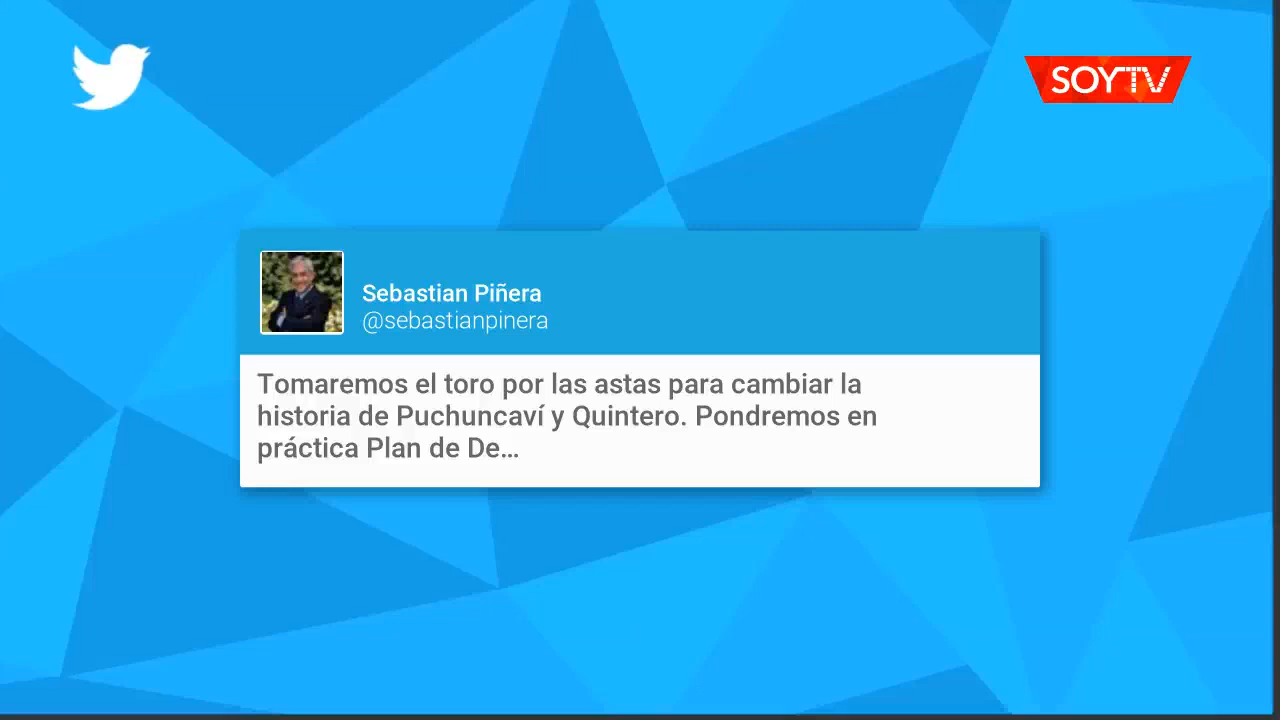 SOYTV
Sebastian Piñera
@sebastianpinera
Tomaremos el toro por las astas para cambiar la
historia de Puchuncaví y Quintero. Pondremos en
práctica Plan de De…